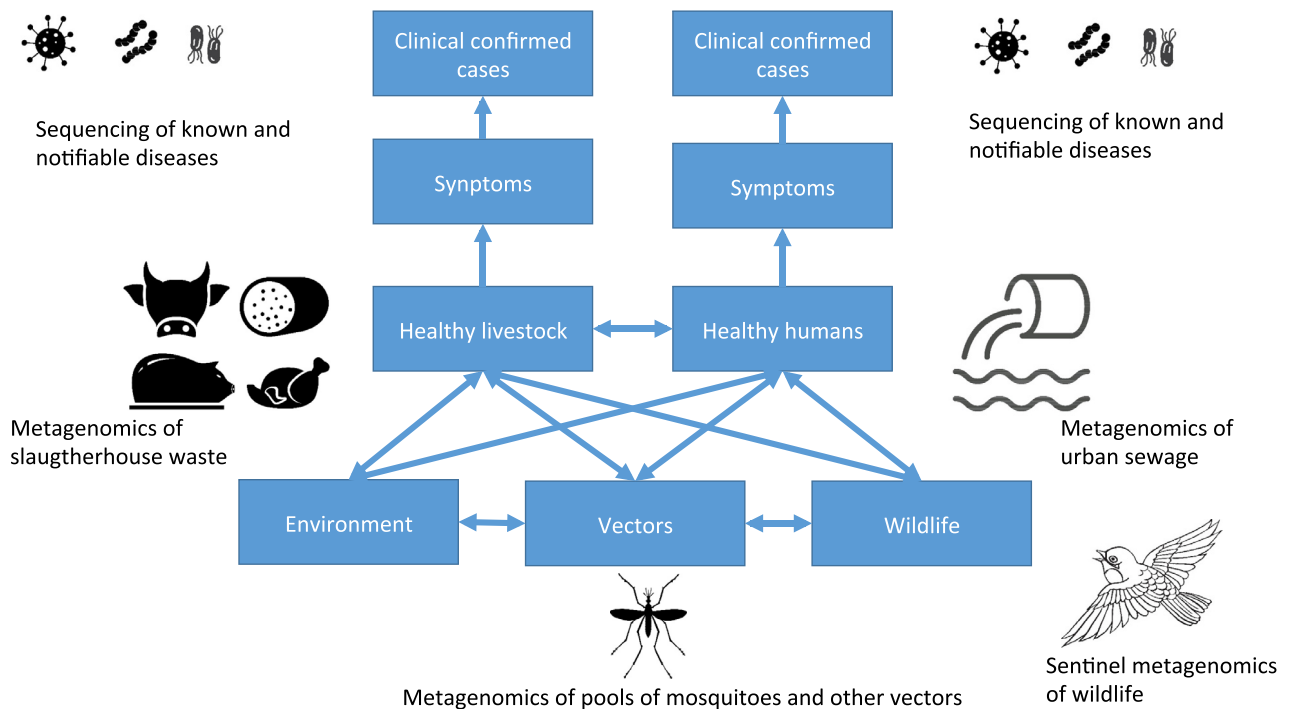 Clinical confirmed
cases
Clinical confirmed
cases
Sequencing of known and
notifiable diseases
Sequencing of known and
notifiable diseases
Synptoms
Symptoms
Healthy livestock
Healthy humans
Metagenomics of
slaugtherhouse waste
Metagenomics of
urban sewage
Environment
Vectors
Wildlife
Sentinel metagenomics
of wildlife
Metagenomics of pools of mosquitoes and other vectors